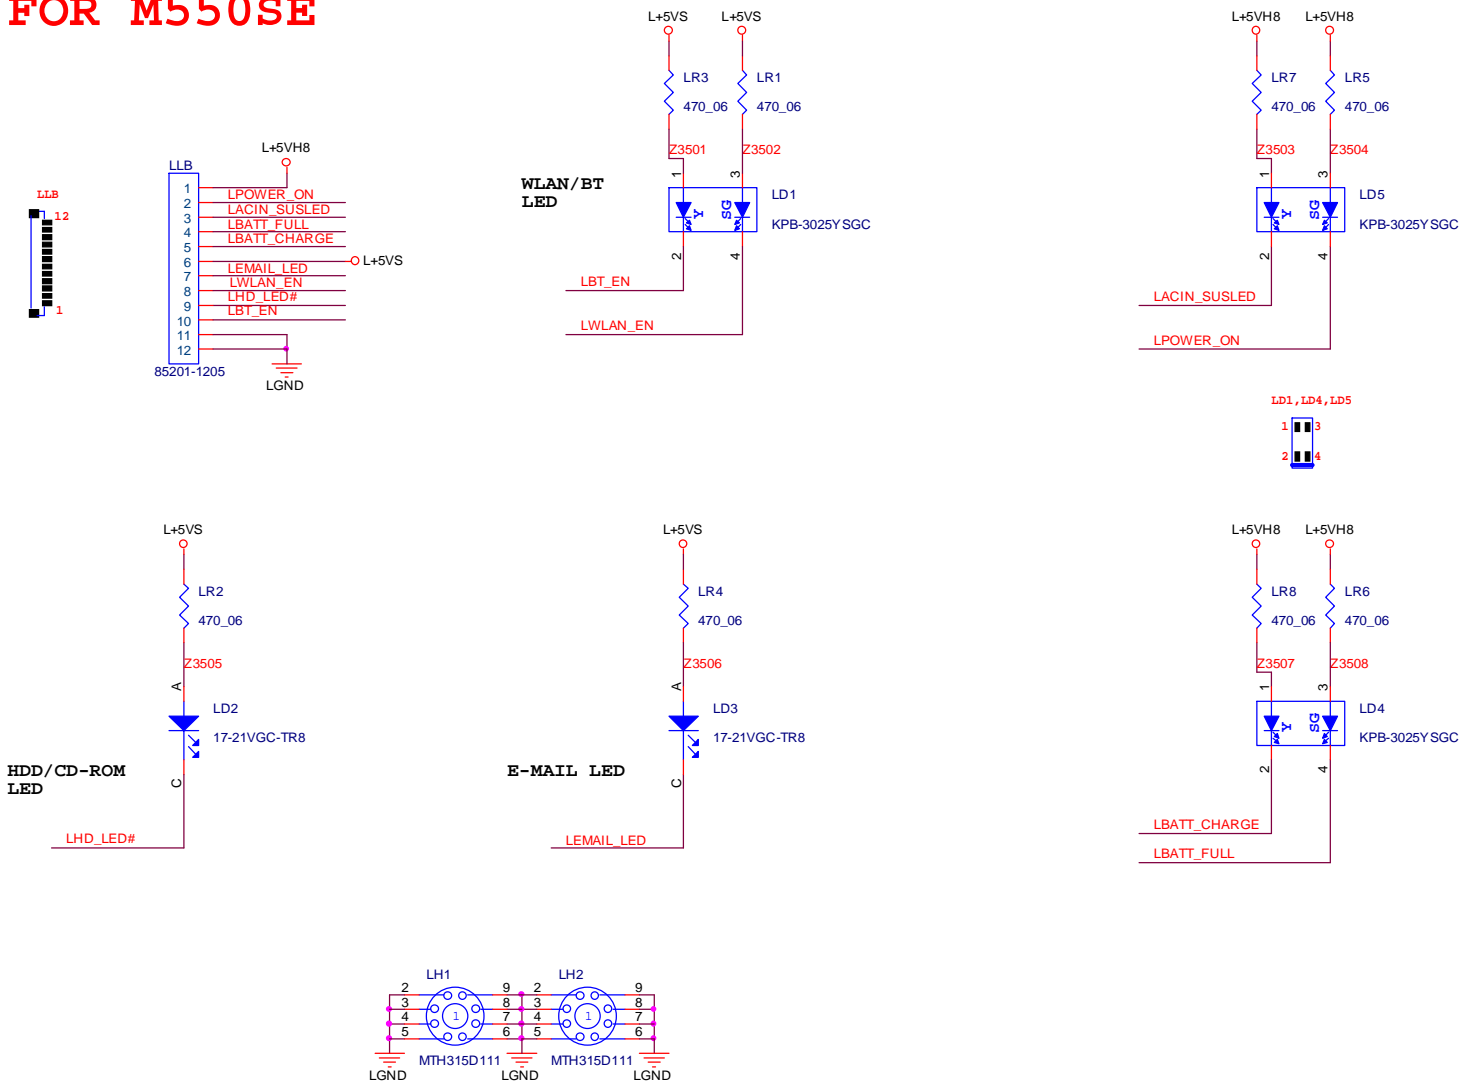 FOR M550SE
L+5VS
L+5VS
LR3
470_06
LR1
470_06
Z3501
Z3502
1
3
WLAN/BT
LED
Y
SG
LD1
KPB-3025YSGC
2
4
LBT_EN
LWLAN_EN
L+5VH8
L+5VH8
LR7
470_06
LR5
470_06
Z3503
Z3504
1
3
Y
SG
LD5
KPB-3025YSGC
2
4
LACIN_SUSLED
LPOWER_ON
LLB
12
1
LLB
L+5VH8
1
2 LPOWER_ON
3 LACIN_SUSLED
4 LBATT_FULL
5 LBATT_CHARGE
6 L+5VS
7 LEMAIL_LED
8 LWLAN_EN
9 LHD_LED#
10 LBT_EN
11
12
85201-1205
LGND
LD1,LD4,LD5
1 3
2 4
L+5VS
LR2
470_06
Z3505
A
LD2
17-21VGC-TR8
C
HDD/CD-ROM
LED
LHD_LED#
L+5VS
LR4
470_06
Z3506
A
LD3
17-21VGC-TR8
C
E-MAIL LED
LEMAIL_LED
L+5VH8
L+5VH8
LR8
470_06
LR6
470_06
Z3507
Z3508
1
3
Y
SG
LD4
KPB-3025YSGC
2
4
LBATT_CHARGE
LBATT_FULL
LH1
2 9
3 8
4 1 7
5 6
MTH315D111
LH2
2 9
3 8
4 1 7
5 6
MTH315D111
LGND
LGND
LGND